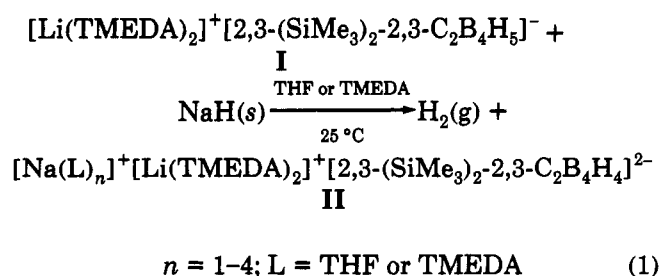 [Li(TMEDA)₂]⁺[2,3-(SiMe₃)₂-2,3-C₂B₄H₅]⁻ +
I
THF or TMEDA
NaH(s) ⟶ H₂(g) +
25 °C
[Na(L)ₙ]⁺[Li(TMEDA)₂]⁺[2,3-(SiMe₃)₂-2,3-C₂B₄H₄]²⁻
II
n = 1–4; L = THF or TMEDA (1)